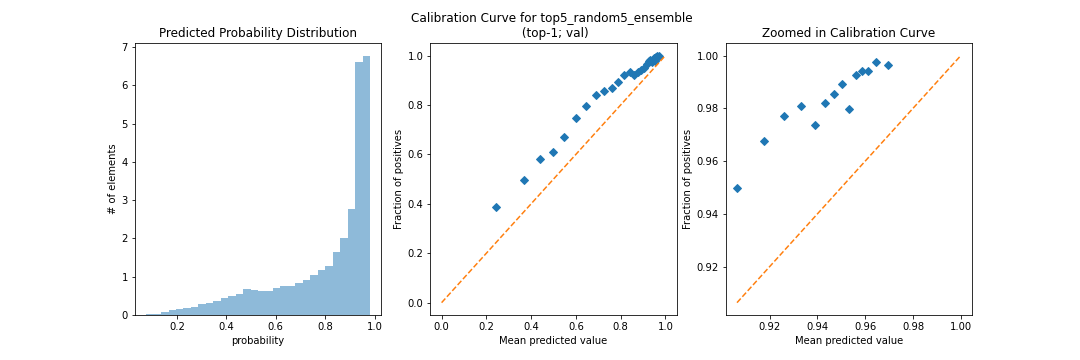 Predicted Probability Distribution
# of elements
7
6
5
4
3
2
1
0
0.2 0.4 0.6 0.8 1.0
probability
Calibration Curve for top5_random5_ensemble
(top-1; val)
Fraction of positives
1.0
0.8
0.6
0.4
0.2
0.0
0.0 0.2 0.4 0.6 0.8 1.0
Mean predicted value
Zoomed in Calibration Curve
Fraction of positives
1.00
0.98
0.96
0.94
0.92
0.92 0.94 0.96 0.98 1.00
Mean predicted value